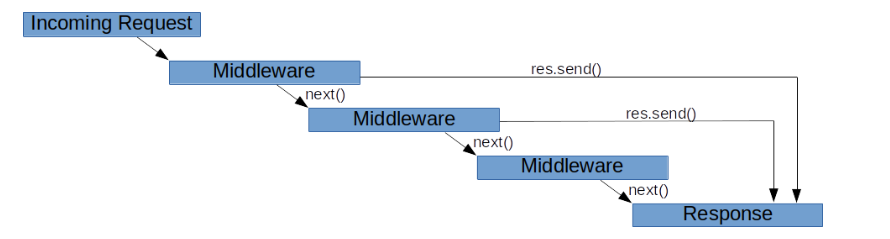 Incoming Request
Middleware
res.send()
next()
Middleware
res.send()
next()
Middleware
next()
Response